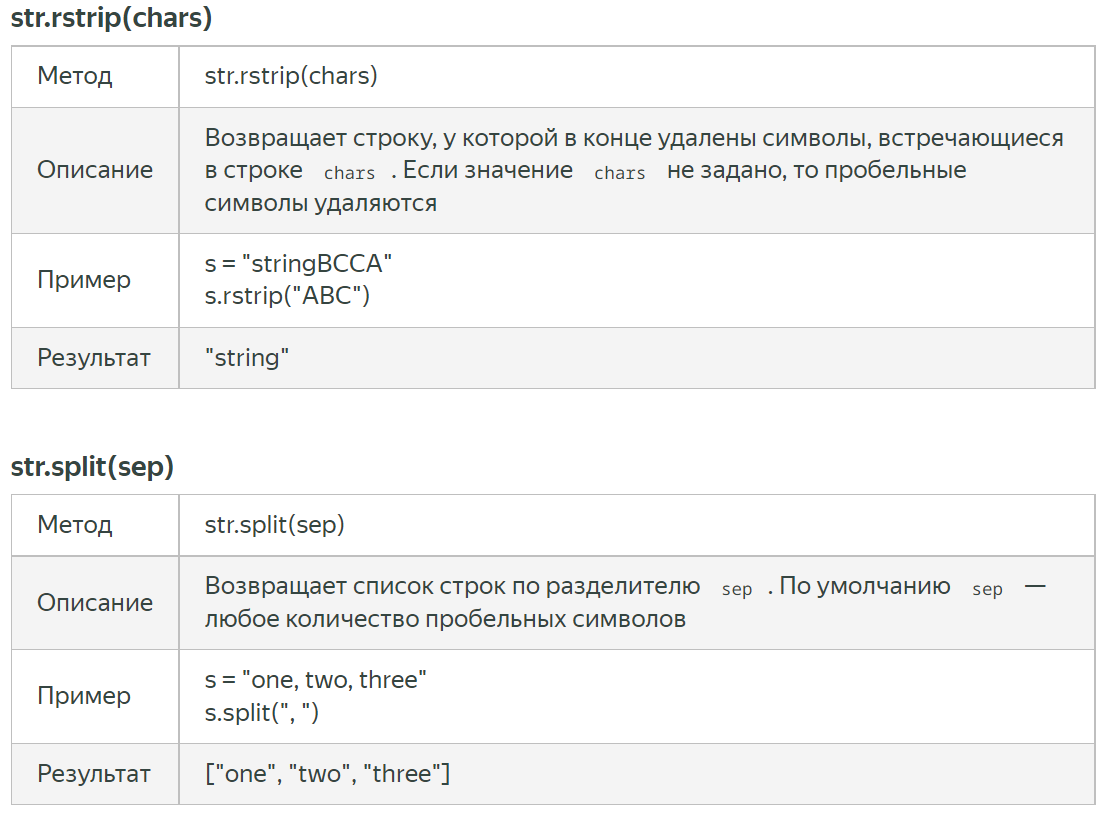 str.rstrip(chars)
Метод
str.rstrip(chars)
Описание
Возвращает строку, у которой в конце удалены символы, встречающиеся
в строке chars . Если значение chars не задано, то пробельные
символы удаляются
Пример
s = "stringBCCA"
s.rstrip("ABC")
Результат
"string"
str.split(sep)
Метод
str.split(sep)
Описание
Возвращает список строк по разделителю sep . По умолчанию sep —
любое количество пробельных символов
Пример
s = "one, two, three"
s.split(", ")
Результат
["one", "two", "three"]